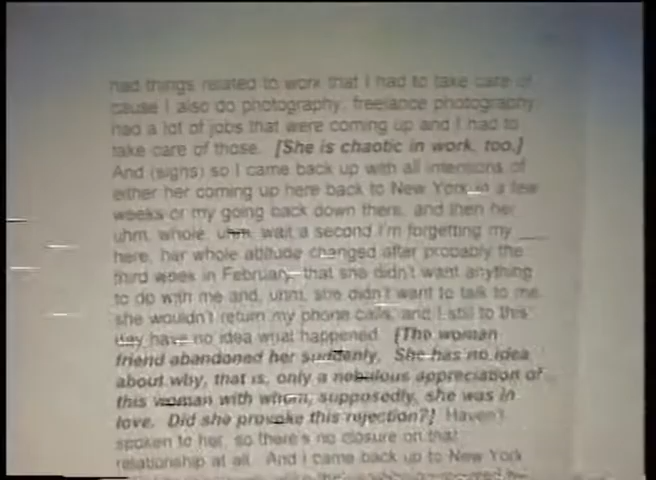 had things related to work that I had to take care of
cause I also do photography, freelance photography
had a lot of jobs that were coming up and I had to
take care of those. [She is chaotic in work, too.]
And (signs) so I came back up with all intentions of
either her coming up here back to New York in a few
weeks or my going back down there, and then her
uhm, whole, uhm, wait a second I'm forgetting my ___
here, her whole attitude changed after probably the
third week in February, that she didn't want anything
to do with me and, uhm, she didn't want to talk to me
she wouldn't return my phone calls, and I still to this
day have no idea what happened. [The woman
friend abandoned her suddenly. She has no idea
about why, that is, only a nebulous appreciation of
this woman with whom, supposedly, she was in
love. Did she provoke this rejection?] Haven't
spoken to her, so there's no closure on that
relationship at all. And I came back up to New York